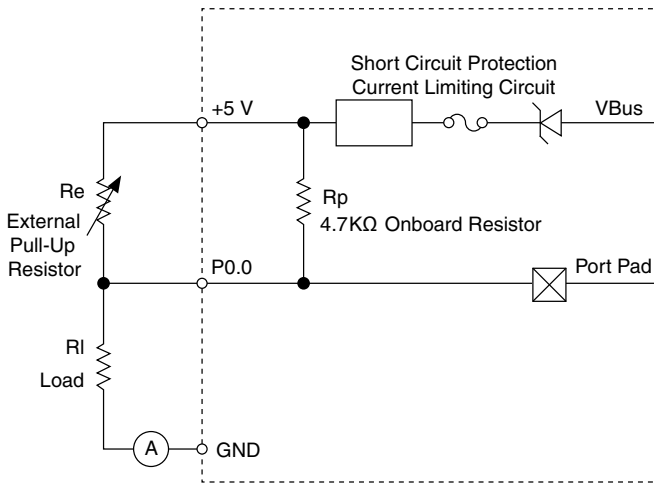 Short Circuit Protection
Current Limiting Circuit
+5 V
VBus
Re
External
Pull-Up
Resistor
Rp
4.7KΩ Onboard Resistor
P0.0
Port Pad
Rl
Load
A
GND